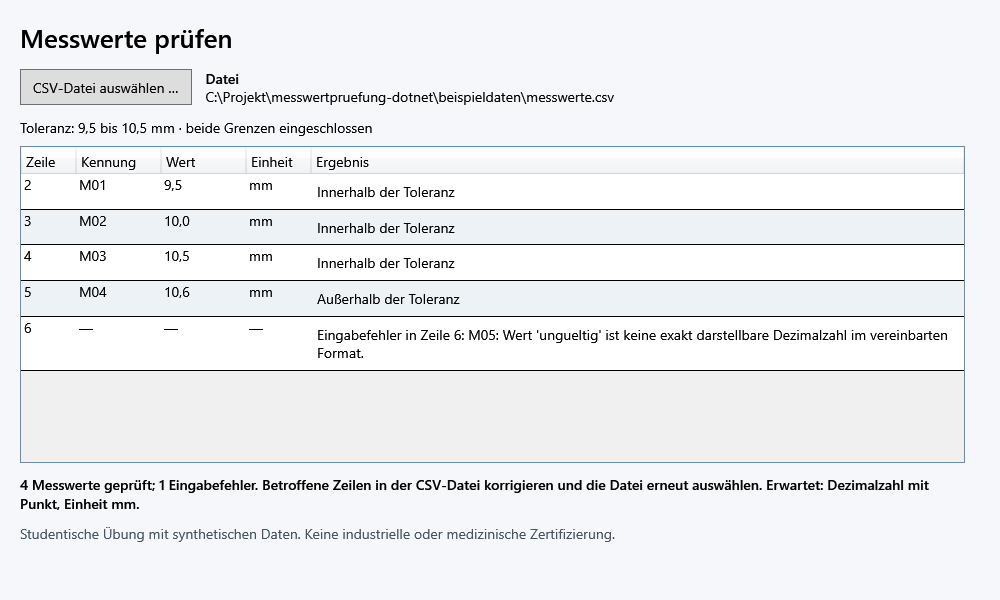 Messwerte prüfen
CSV-Datei auswählen ...
Datei
C:\Projekt\messwertpruefung-dotnet\beispieldaten\messwerte.csv
Toleranz: 9,5 bis 10,5 mm · beide Grenzen eingeschlossen
Zeile Kennung Wert Einheit Ergebnis
2 M01 9,5 mm Innerhalb der Toleranz
3 M02 10,0 mm Innerhalb der Toleranz
4 M03 10,5 mm Innerhalb der Toleranz
5 M04 10,6 mm Außerhalb der Toleranz
6 — — — Eingabefehler in Zeile 6: M05: Wert 'ungueltig' ist keine exakt darstellbare Dezimalzahl im vereinbarten
Format.
4 Messwerte geprüft; 1 Eingabefehler. Betroffene Zeilen in der CSV-Datei korrigieren und die Datei erneut auswählen. Erwartet: Dezimalzahl mit
Punkt, Einheit mm.
Studentische Übung mit synthetischen Daten. Keine industrielle oder medizinische Zertifizierung.